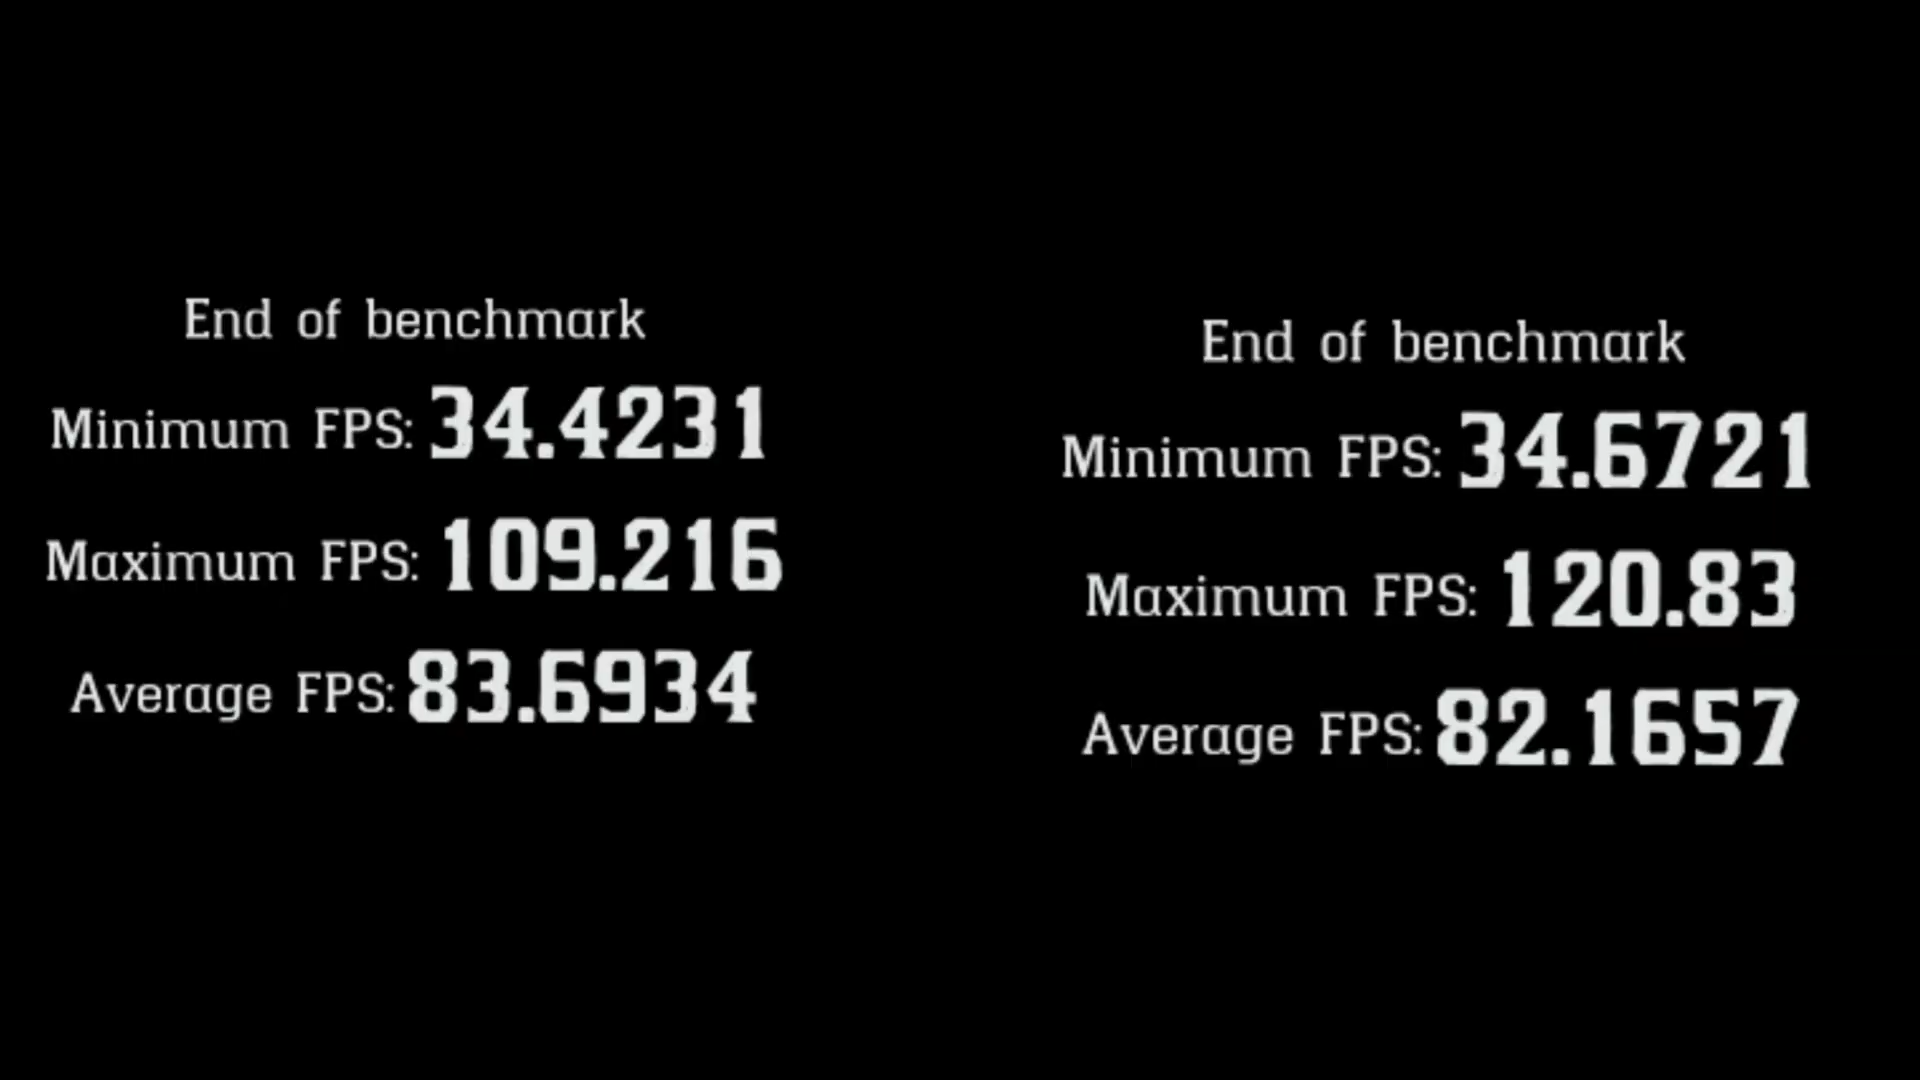 End of benchmark
Minimum FPS: 34.4231
Maximum FPS: 109.216
Average FPS: 83.6934
End of benchmark
Minimum FPS: 34.6721
Maximum FPS: 120.83
Average FPS: 82.1657